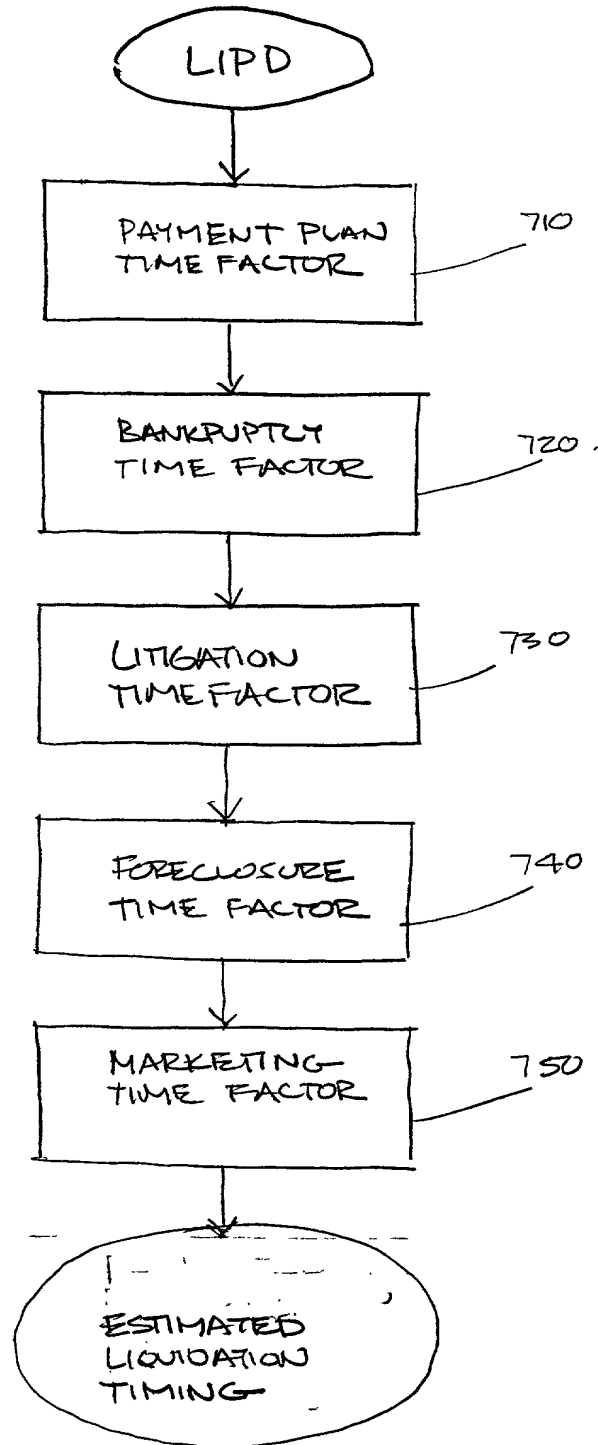 LIPD
PAYMENT PLAN
TIME FACTOR
710
BANKPUPTLY
TIME FACTOR
720.
LITIGATION
TIME FACTOR
730
FORECLOSURE
TIME FACTOR
740
MARKETING
TIME FACTOR
750
ESTIMATED
LIQUIDATION
TIMING